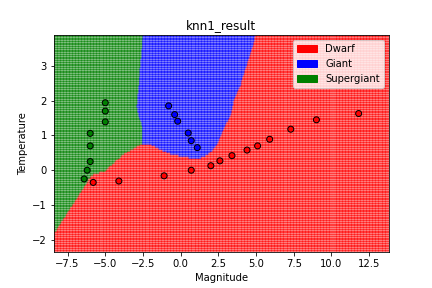 knn1_result
Dwarf
Giant
Supergiant
Temperature
3
2
1
0
−1
−2
−7.5 −5.0 −2.5 0.0 2.5 5.0 7.5 10.0 12.5
Magnitude